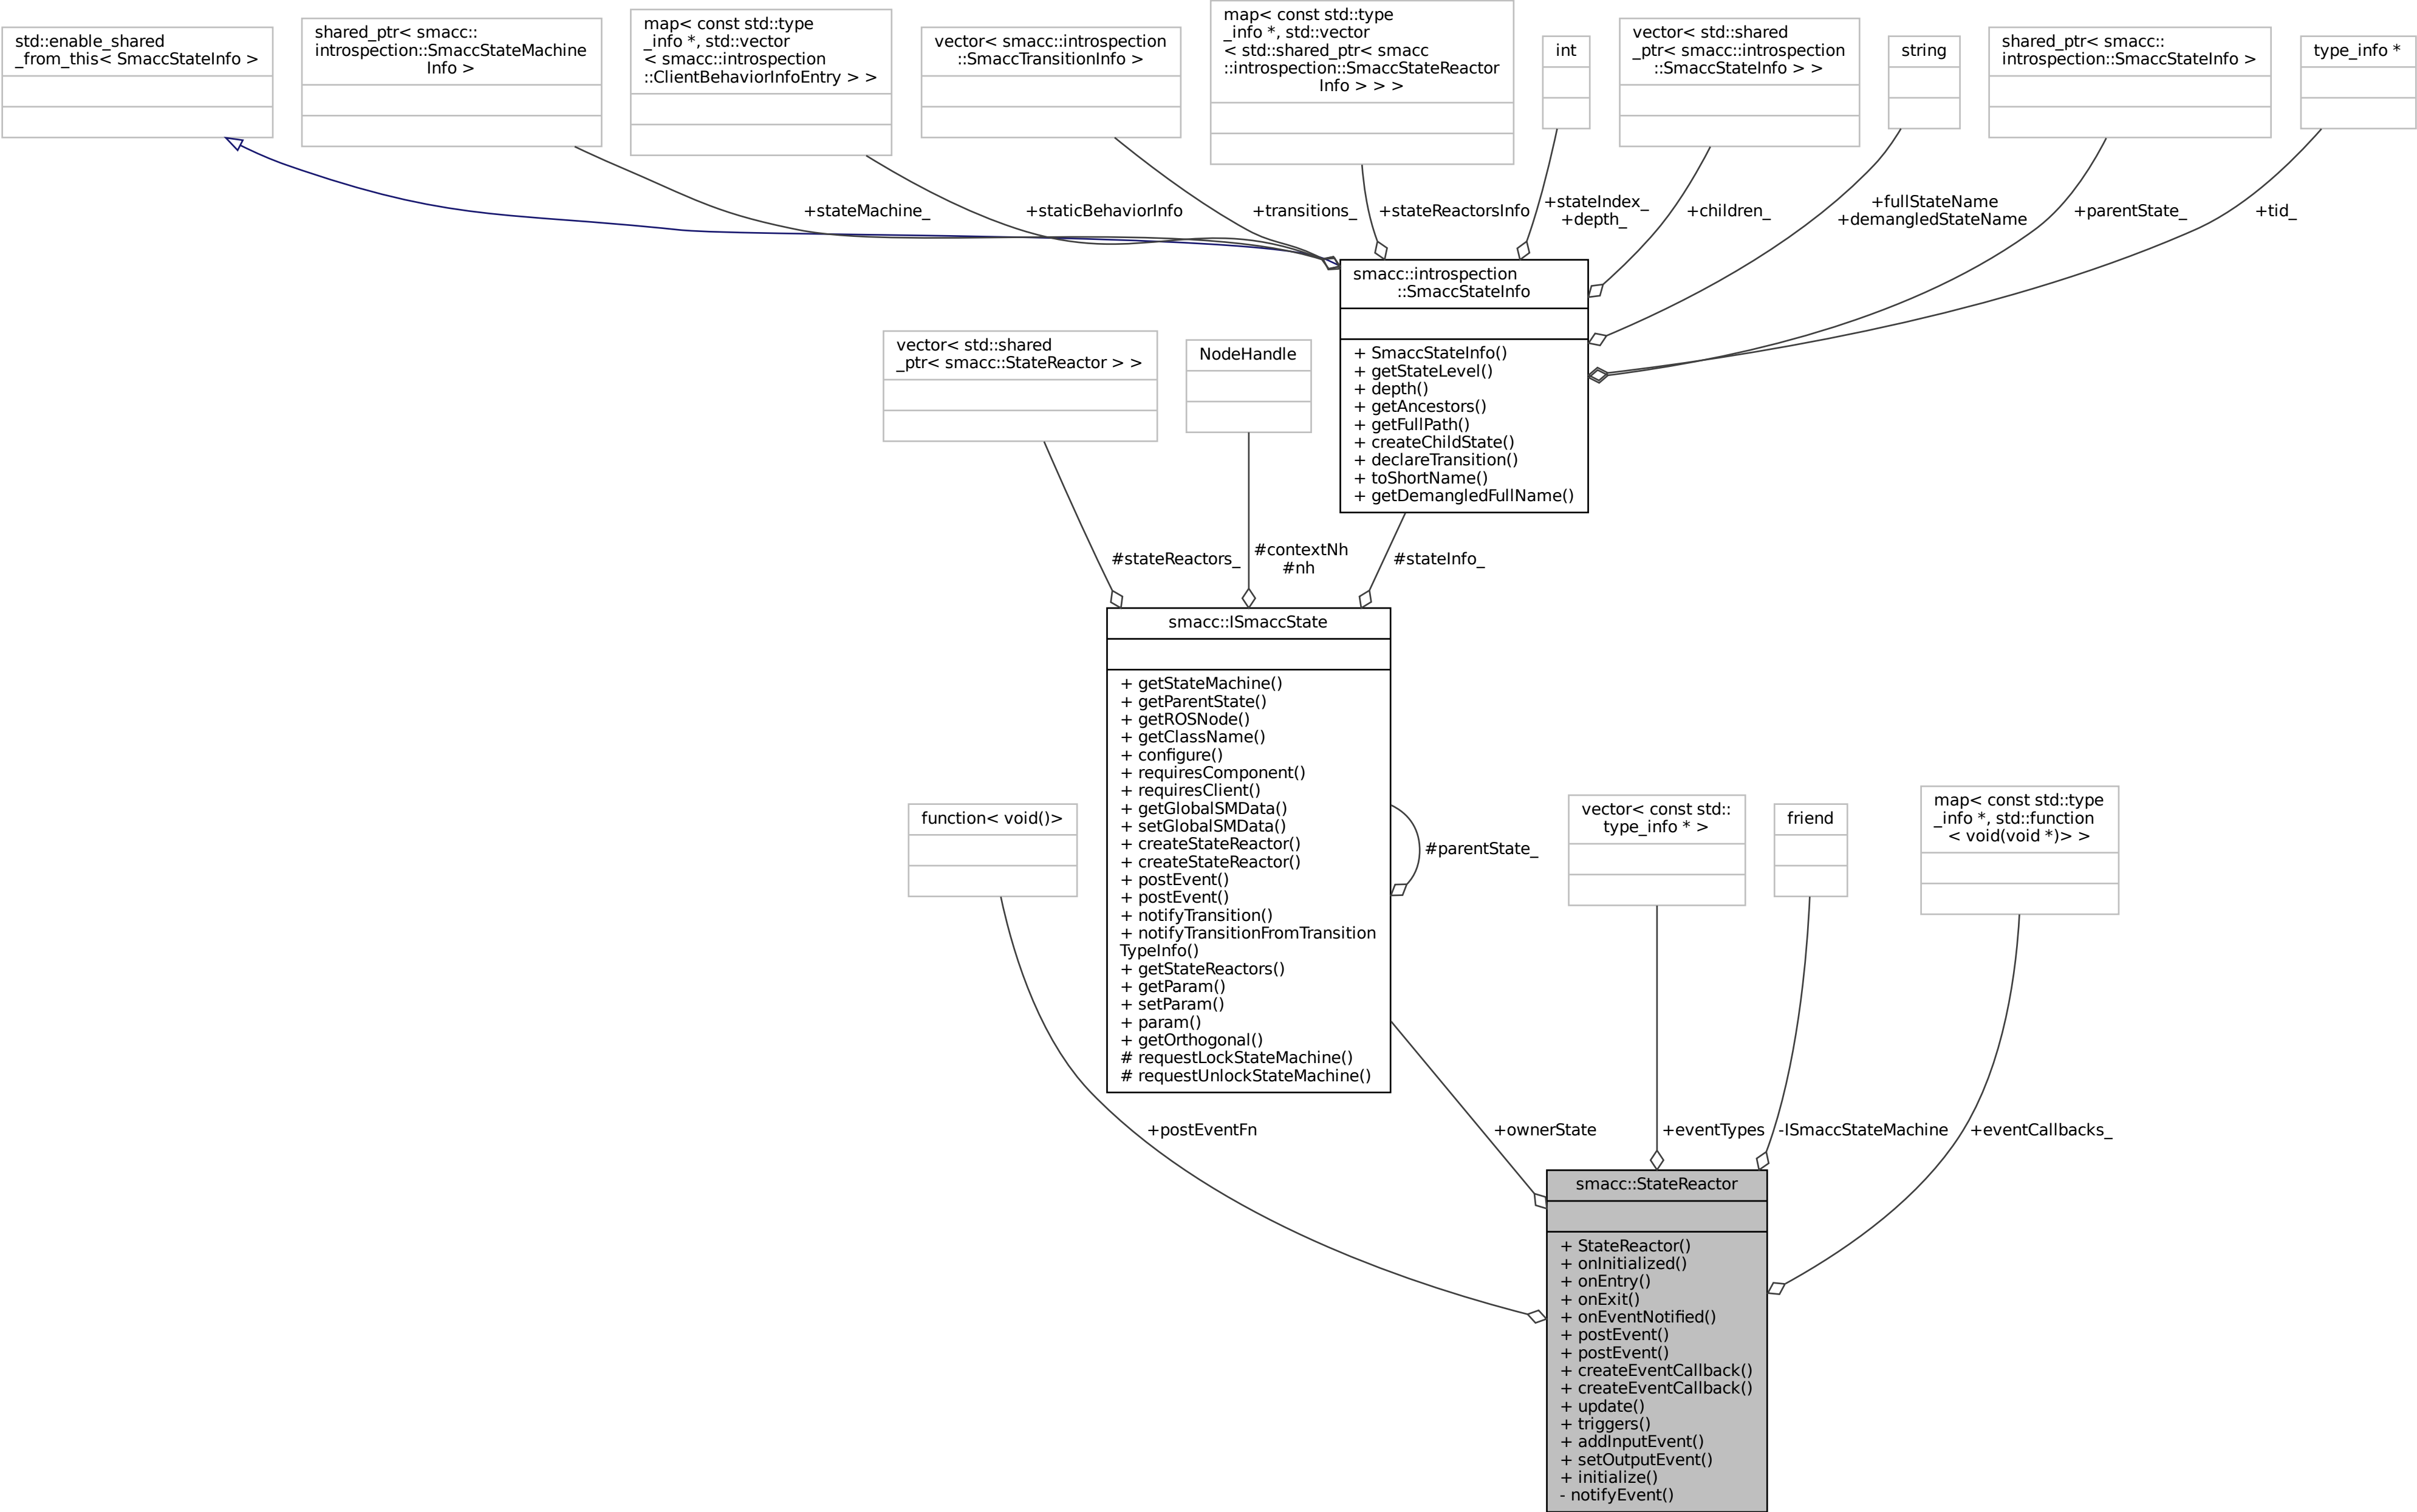 std::enable_shared
_from_this< SmaccStateInfo >
shared_ptr< smacc::
introspection::SmaccStateMachine
Info >
map< const std::type
_info *, std::vector
< smacc::introspection
::ClientBehaviorInfoEntry > >
vector< smacc::introspection
::SmaccTransitionInfo >
map< const std::type
_info *, std::vector
< std::shared_ptr< smacc
::introspection::SmaccStateReactor
Info > > >
int
vector< std::shared
_ptr< smacc::introspection
::SmaccStateInfo > >
string
shared_ptr< smacc::
introspection::SmaccStateInfo >
type_info *
+stateMachine_
+staticBehaviorInfo
+transitions_
+stateReactorsInfo
+stateIndex_
+depth_
+children_
+fullStateName
+demangledStateName
+parentState_
+tid_
smacc::introspection
::SmaccStateInfo
+ SmaccStateInfo()
+ getStateLevel()
+ depth()
+ getAncestors()
+ getFullPath()
+ createChildState()
+ declareTransition()
+ toShortName()
+ getDemangledFullName()
vector< std::shared
_ptr< smacc::StateReactor > >
NodeHandle
#stateReactors_
#contextNh
#nh
#stateInfo_
smacc::ISmaccState
+ getStateMachine()
+ getParentState()
+ getROSNode()
+ getClassName()
+ configure()
+ requiresComponent()
+ requiresClient()
+ getGlobalSMData()
+ setGlobalSMData()
+ createStateReactor()
+ createStateReactor()
+ postEvent()
+ postEvent()
+ notifyTransition()
+ notifyTransitionFromTransition
TypeInfo()
+ getStateReactors()
+ getParam()
+ setParam()
+ param()
+ getOrthogonal()
# requestLockStateMachine()
# requestUnlockStateMachine()
#parentState_
function< void()>
vector< const std::
type_info * >
friend
map< const std::type
_info *, std::function
< void(void *)> >
+postEventFn
+ownerState
+eventTypes
-ISmaccStateMachine
+eventCallbacks_
smacc::StateReactor
+ StateReactor()
+ onInitialized()
+ onEntry()
+ onExit()
+ onEventNotified()
+ postEvent()
+ postEvent()
+ createEventCallback()
+ createEventCallback()
+ update()
+ triggers()
+ addInputEvent()
+ setOutputEvent()
+ initialize()
- notifyEvent()